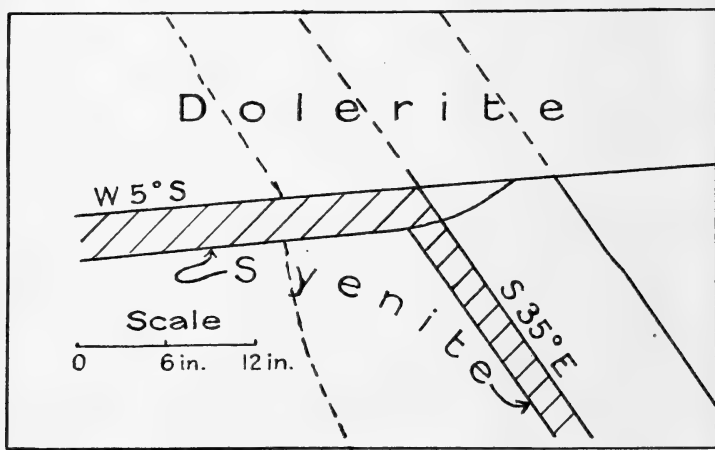 Dolerite
W 5° S
Syenite
S 35° E
Scale
0 6 in. 12 in.